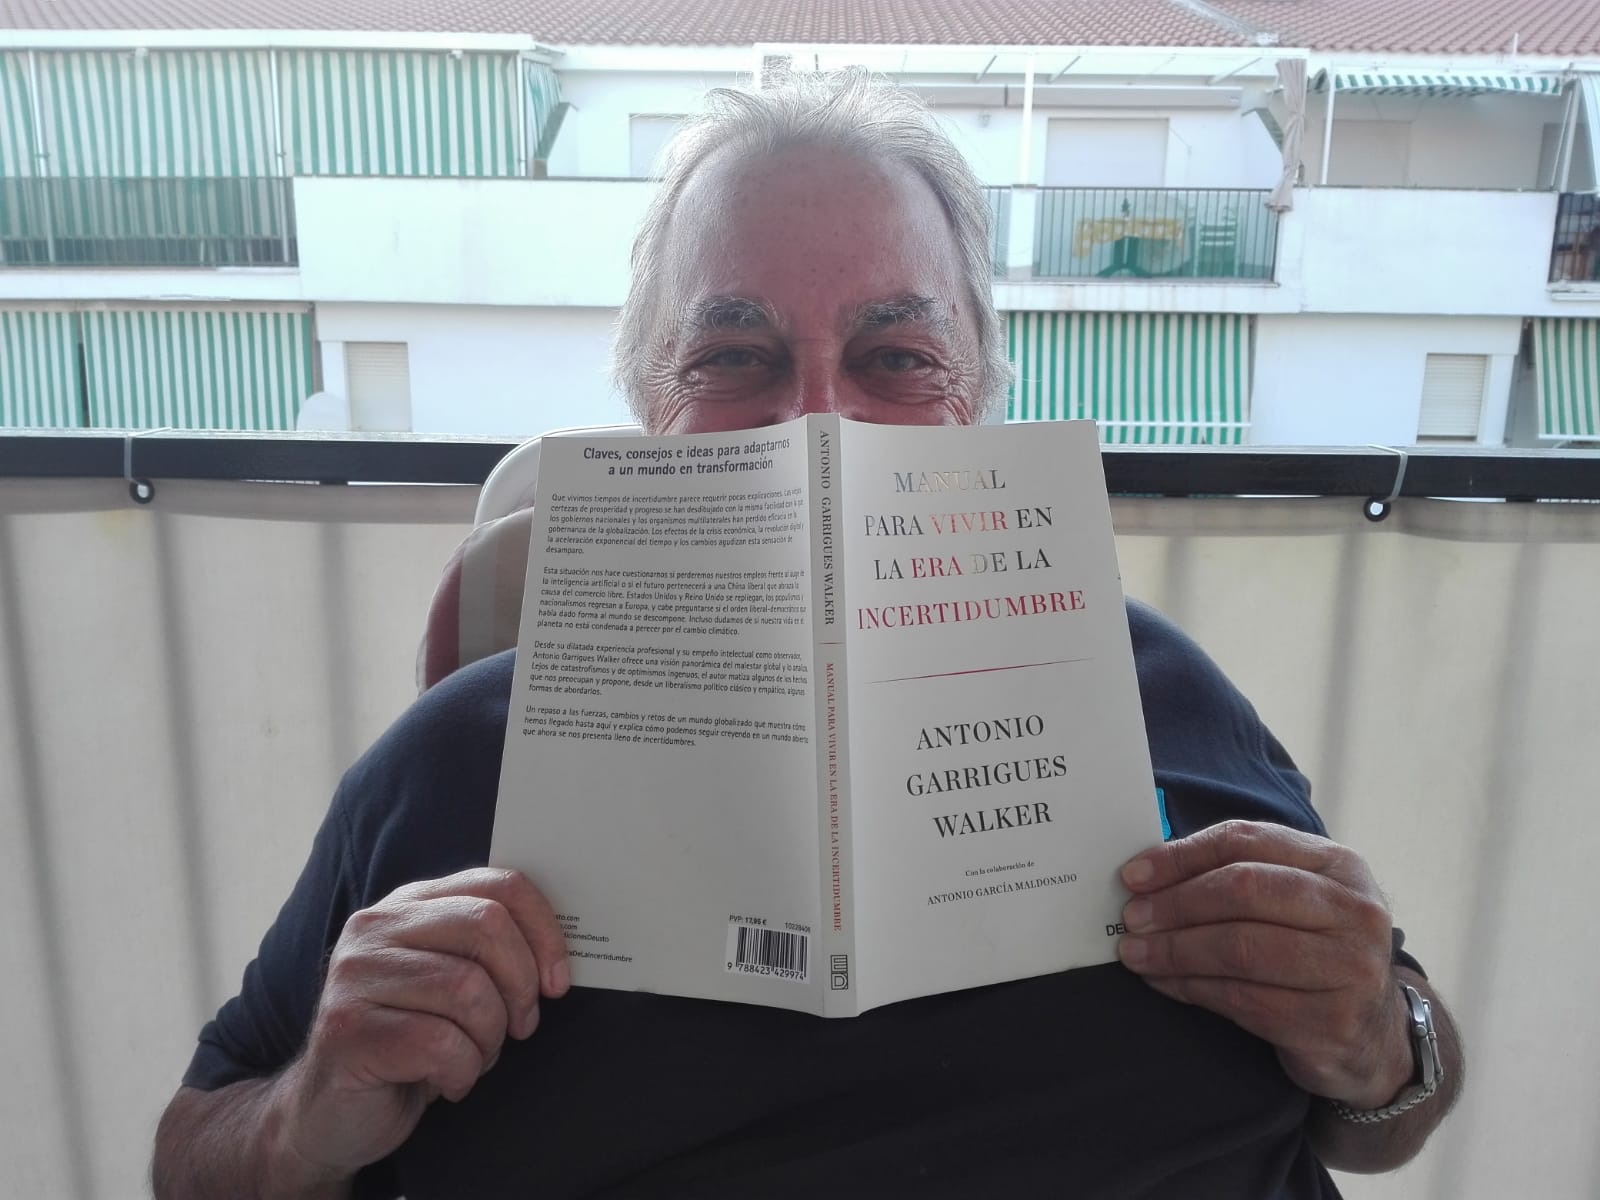 Claves, consejos e ideas para adaptarnos
a un mundo en transformación
Que vivimos tiempos de incertidumbre parece requerir pocas explicaciones. Las viejas
certezas de prosperidad y progreso se han desdibujado con la misma facilidad con la que
los gobiernos nacionales y los organismos multilaterales han perdido eficacia en la
gobernanza de la globalización. Los efectos de la crisis económica, la revolución digital y
la aceleración exponencial del tiempo y los cambios agudizan esta sensación de
desamparo.
Esta situación nos hace cuestionarnos si perderemos nuestros empleos frente al auge de
la inteligencia artificial o si el futuro pertenecerá a una China liberal que abraza la
causa del comercio libre. Estados Unidos y Reino Unido se repliegan, los populismos y
nacionalismos regresan a Europa, y cabe preguntarse si el orden liberal-democrático que
había dado forma al mundo se descompone. Incluso dudamos de si nuestra vida en el
planeta no está condenada a perecer por el cambio climático.
Desde su dilatada experiencia profesional y su empeño intelectual como observador,
Antonio Garrigues Walker ofrece una visión panorámica del malestar global y lo analiza.
Lejos de catastrofismos y de optimismos ingenuos, el autor matiza algunos de los hechos
que nos preocupan y propone, desde un liberalismo político clásico y empático, algunas
formas de abordarlos.
Un repaso a las fuerzas, cambios y retos de un mundo globalizado que muestra cómo
hemos llegado hasta aquí y explica cómo podemos seguir creyendo en un mundo abierto
que ahora se nos presenta lleno de incertidumbres.
PVP: 17,95 € 10228406
9 788423 429974
ANTONIO GARRIGUES WALKER
MANUAL PARA VIVIR EN LA ERA DE LA INCERTIDUMBRE
ED
MANUAL
PARA VIVIR EN
LA ERA DE LA
INCERTIDUMBRE
ANTONIO
GARRIGUES
WALKER
Con la colaboración de
ANTONIO GARCÍA MALDONADO